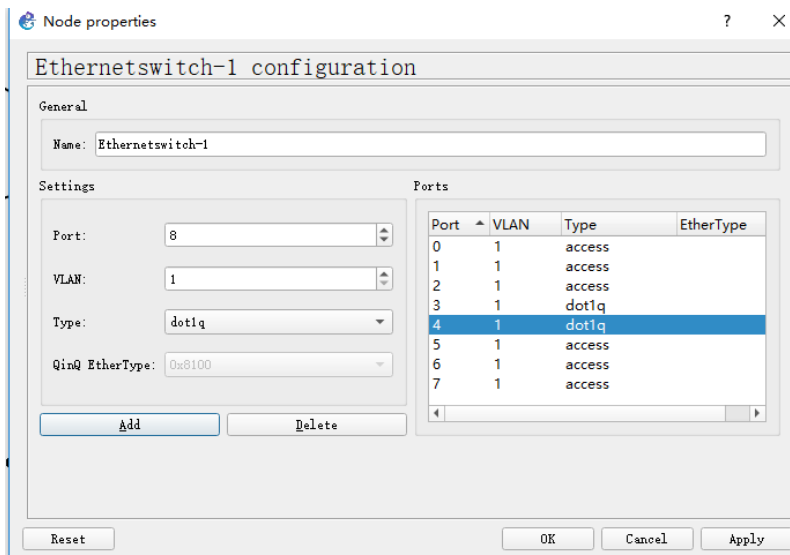 Node properties
Ethernetswitch-1 configuration
General
Name: Ethernetswitch-1
Settings
Port: 8
VLAN: 1
Type: dot1q
QinQ EtherType: 0x8100
Add Delete
Ports
Port VLAN Type EtherType
0 1 access
1 1 access
2 1 access
3 1 dot1q
4 1 dot1q
5 1 access
6 1 access
7 1 access
Reset OK Cancel Apply